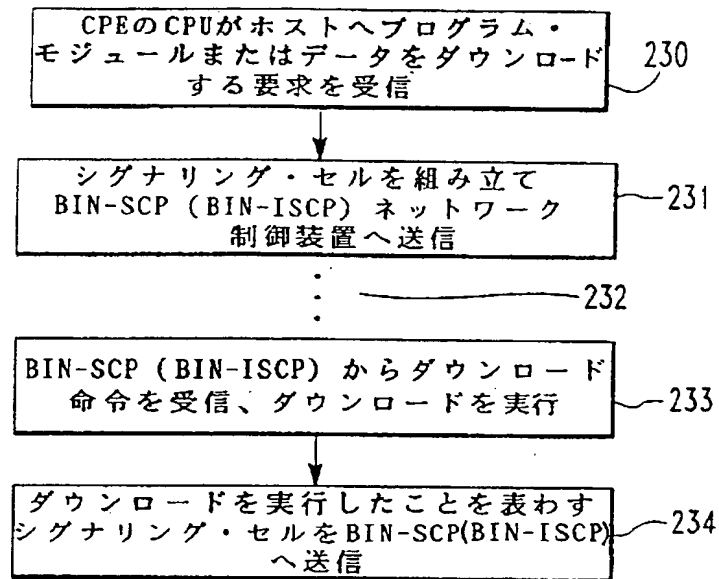 CPEのCPUがホストへプログラム・
モジュールまたはデータをダウンロード
する要求を受信
230
シグナリング・セルを組み立て
BIN-SCP (BIN-ISCP) ネットワーク
制御装置へ送信
231
232
BIN-SCP (BIN-ISCP) からダウンロード
命令を受信、ダウンロードを実行
233
ダウンロードを実行したことを表わす
シグナリング・セルをBIN-SCP(BIN-ISCP)
へ送信
234